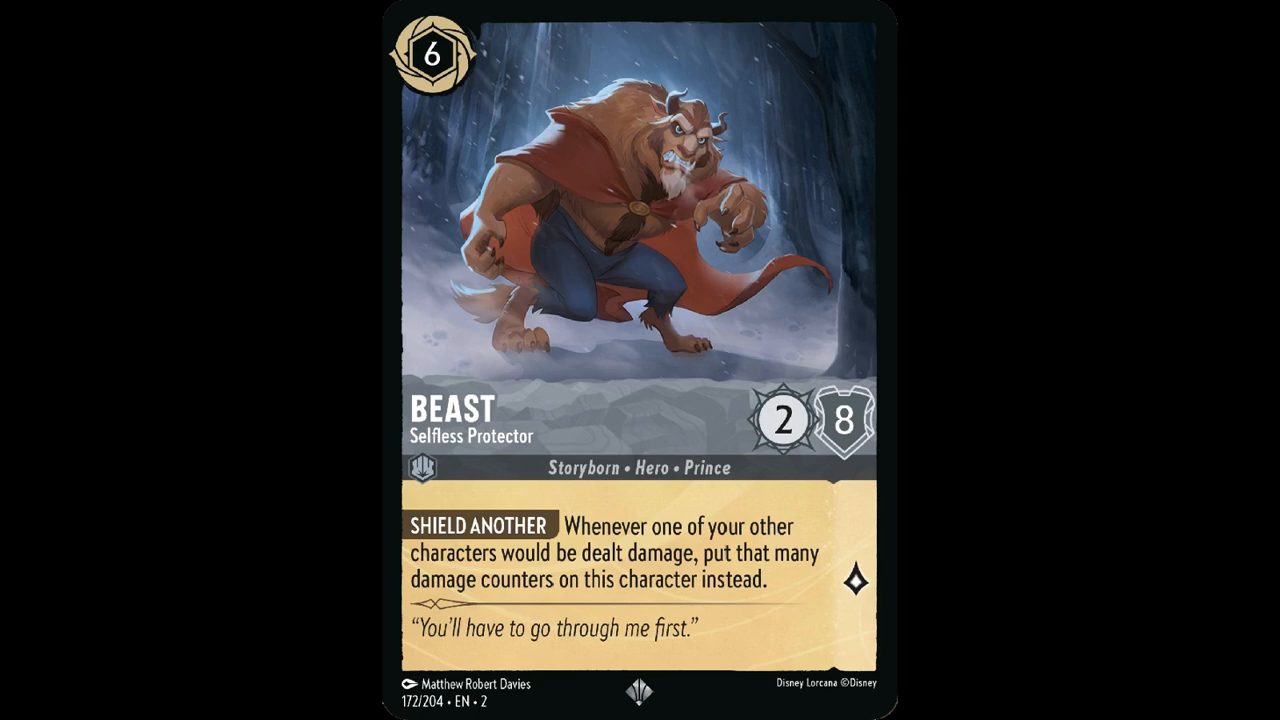 6
BEAST
Selfless Protector
2
8
Storyborn • Hero • Prince
SHIELD ANOTHER Whenever one of your other
characters would be dealt damage, put that many
damage counters on this character instead.
“You’ll have to go through me first.”
Matthew Robert Davies
Disney Lorcana ©Disney
172/204 • EN • 2